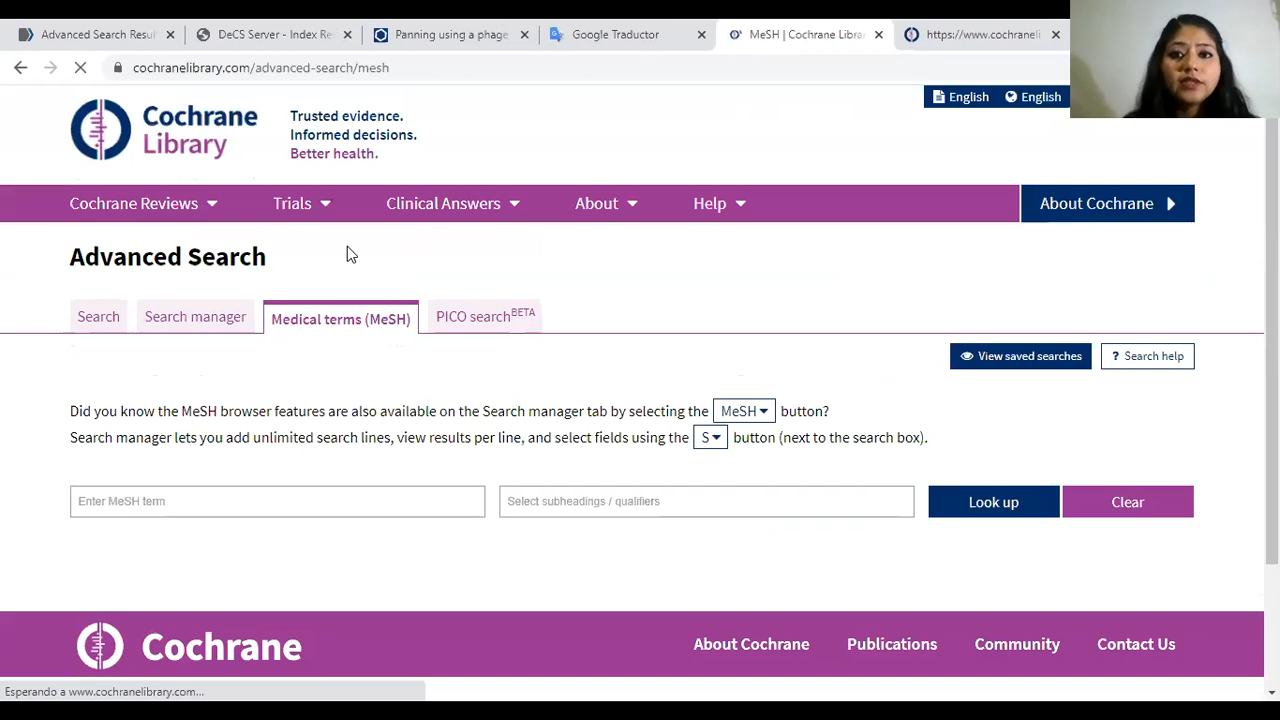 Advanced Search Resul
DeCS Server - Index Re
Panning using a phage
Google Traductor
MeSH | Cochrane Librar
https://www.cochraneli
cochranelibrary.com/advanced-search/mesh
English
English
Cochrane
Library
Trusted evidence.
Informed decisions.
Better health.
Cochrane Reviews
Trials
Clinical Answers
About
Help
About Cochrane
Advanced Search
Search
Search manager
Medical terms (MeSH)
PICO searchBETA
View saved searches
? Search help
Did you know the MeSH browser features are also available on the Search manager tab by selecting the MeSH button?
Search manager lets you add unlimited search lines, view results per line, and select fields using the S button (next to the search box).
Enter MeSH term
Select subheadings / qualifiers
Look up
Clear
Cochrane
About Cochrane
Publications
Community
Contact Us
Esperando a www.cochranelibrary.com...